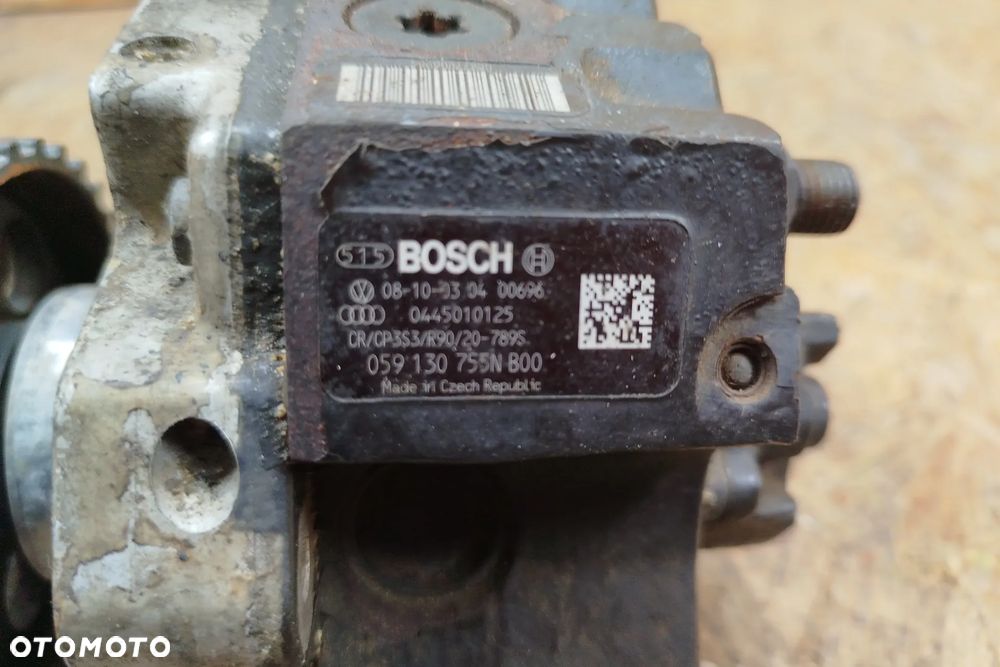 515 BOSCH
08-10-03 04 00696
0445010125
CR/CP3S3/R90/20-789S
059 130 755N B00
Made in Czech Republic
OTOMOTO